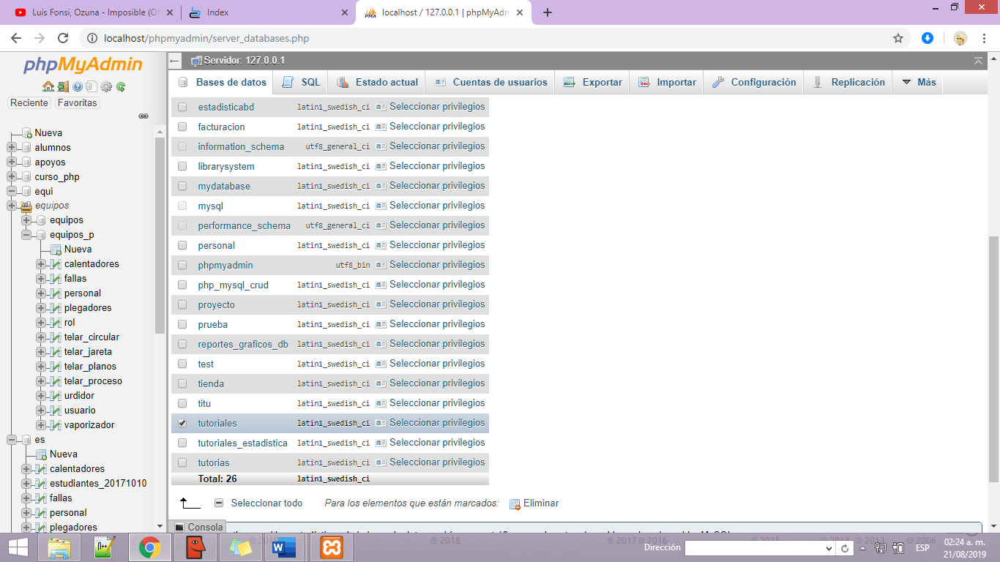 Luis Fonsi, Ozuna - Imposible (Of
Index
localhost / 127.0.0.1 | phpMyAdm
localhost/phpmyadmin/server_databases.php
phpMyAdmin
Reciente Favoritas
Nueva
alumnos
apoyos
curso_php
equi
equipos
equipos
equipos_p
Nueva
calentadores
fallas
personal
plegadores
rol
telar_circular
telar_jareta
telar_planos
telar_proceso
urdidor
usuario
vaporizador
es
Nueva
calentadores
estudiantes_20171010
fallas
personal
plegadores
Servidor: 127.0.0.1
Bases de datos SQL Estado actual Cuentas de usuarios Exportar Importar Configuración Replicación Más
estadisticabd latin1_swedish_ci Seleccionar privilegios
facturacion latin1_swedish_ci Seleccionar privilegios
information_schema utf8_general_ci Seleccionar privilegios
librarysystem latin1_swedish_ci Seleccionar privilegios
mydatabase latin1_swedish_ci Seleccionar privilegios
mysql latin1_swedish_ci Seleccionar privilegios
performance_schema utf8_general_ci Seleccionar privilegios
personal latin1_swedish_ci Seleccionar privilegios
phpmyadmin utf8_bin Seleccionar privilegios
php_mysql_crud latin1_swedish_ci Seleccionar privilegios
proyecto latin1_swedish_ci Seleccionar privilegios
prueba latin1_swedish_ci Seleccionar privilegios
reportes_graficos_db latin1_swedish_ci Seleccionar privilegios
test latin1_swedish_ci Seleccionar privilegios
tienda latin1_swedish_ci Seleccionar privilegios
titu latin1_swedish_ci Seleccionar privilegios
tutoriales latin1_swedish_ci Seleccionar privilegios
tutoriales_estadistica latin1_swedish_ci Seleccionar privilegios
tutorias latin1_swedish_ci Seleccionar privilegios
Total: 26 latin1_swedish_ci
Seleccionar todo Para los elementos que están marcados: Eliminar
Consola
Dirección
ESP
02:24 a. m.
21/08/2019